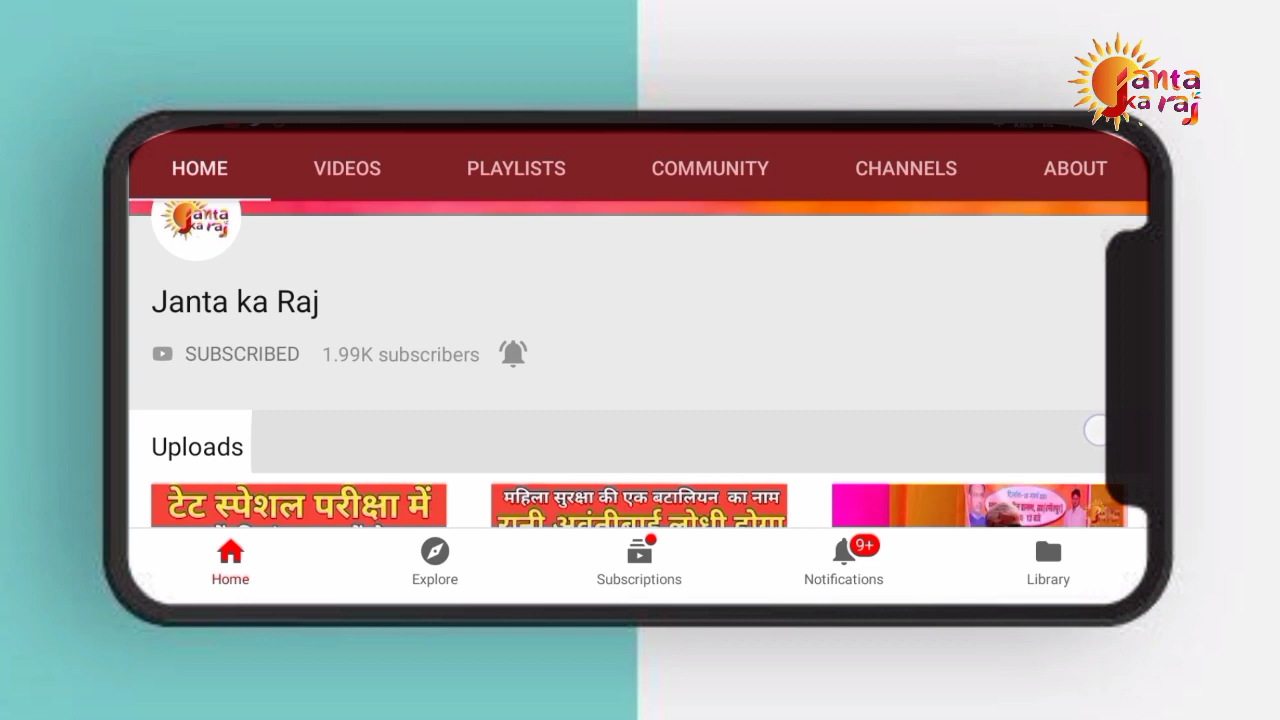 Janta
ka raj
HOME VIDEOS PLAYLISTS COMMUNITY CHANNELS ABOUT
Janta
ka raj
Janta ka Raj
SUBSCRIBED 1.99K subscribers
Uploads
टेट स्पेशल परीक्षा में
महिला सुरक्षा की एक बटालियन का नाम
रानी अवंतीबाई लोधी होगा
9+
Home Explore Subscriptions Notifications Library